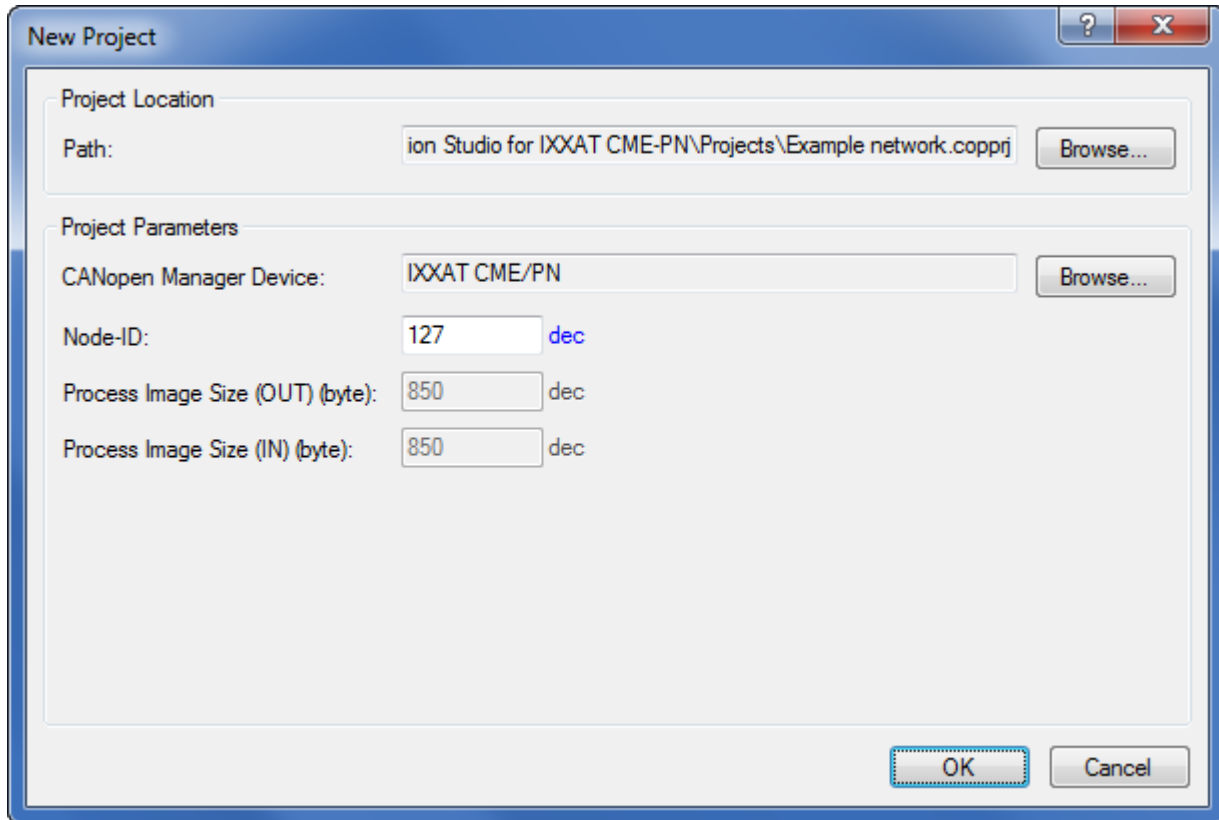 New Project
?
X
Project Location
Path: ion Studio for IXXAT CME-PN\Projects\Example network.copprj Browse...
Project Parameters
CANopen Manager Device: IXXAT CME/PN Browse...
Node-ID: 127 dec
Process Image Size (OUT) (byte): 850 dec
Process Image Size (IN) (byte): 850 dec
OK Cancel